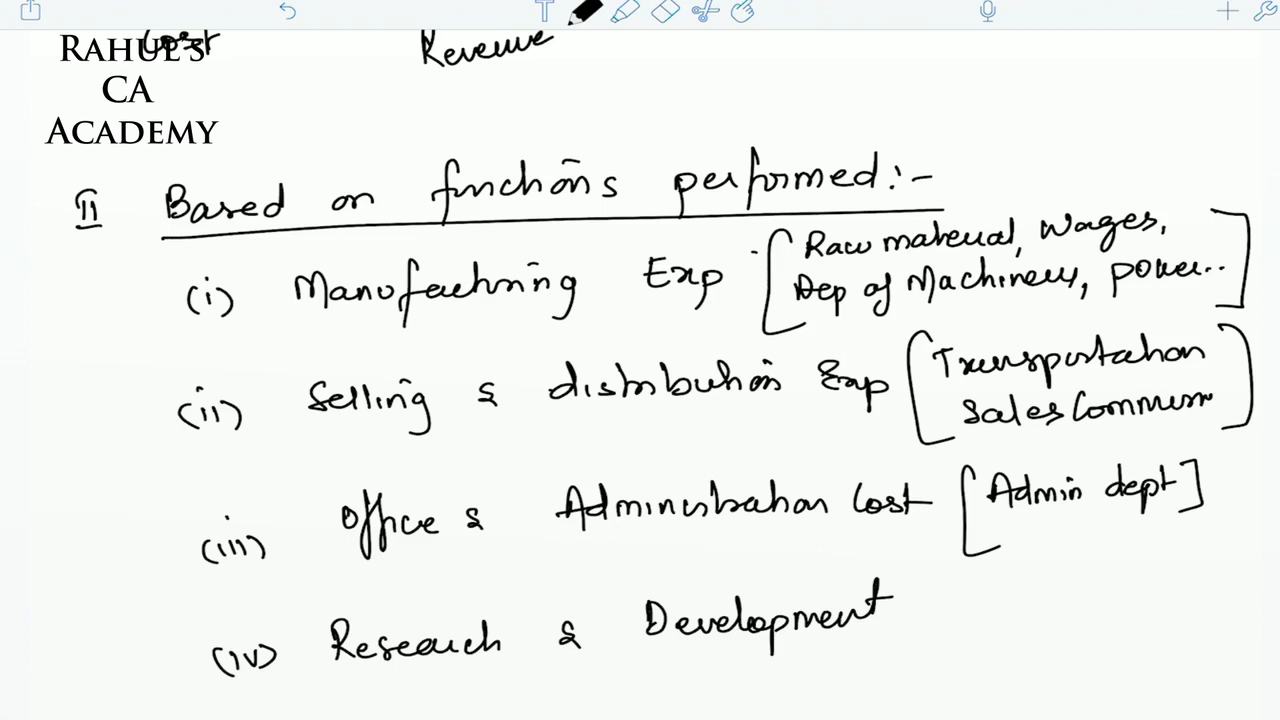 Cost Revenue
RAHUL'S
CA
ACADEMY
II Based on functions performed:-
(i) Manufacturing Exp [Raw material, Wages,
Dep of Machinery, power..]
(ii) Selling & distribution Exp [Transportation
Sales Commission]
(iii) Office & Administration Cost [Admin dept]
(iv) Research & Development